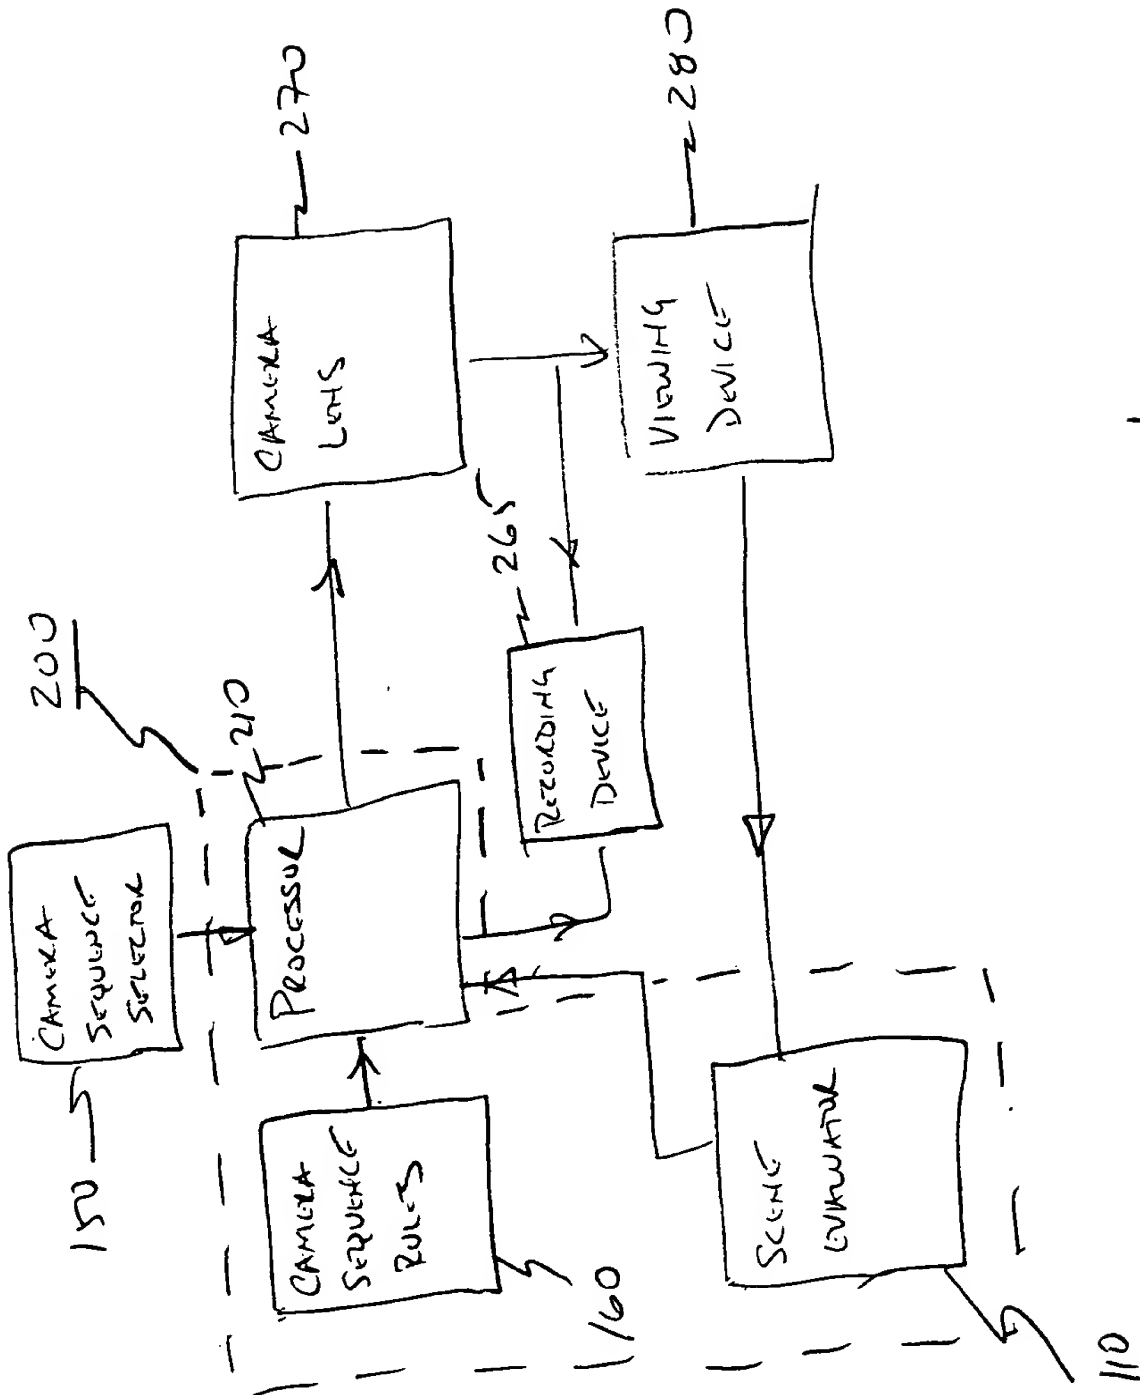 150
CAMERA
SEQUENCE
SELECTOR
200
210
270
CAMERA
SEQUENCE
RULES
160
PROCESSOR
CAMERA
LENS
265
RECORDING
DEVICE
280
VIEWING
DEVICE
SCENE
EVALUATOR
110